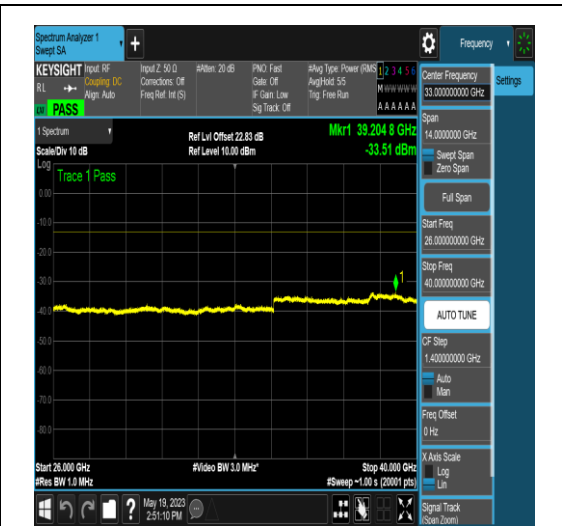 Spectrum Analyzer 1
Swept SA
+
Frequency
KEYSIGHT
RL
PASS
Input: RF
Coupling: DC
Align: Auto
Input Z: 50 Ω
Corrections: Off
Freq Ref: Int (S)
#Atten: 20 dB
PNO: Fast
Gate: Off
IF Gain: Low
Sig Track: Off
#Avg Type: Power (RMS
Avg|Hold: 5/5
Trig: Free Run
1 2 3 4 5 6
M W W W W W
A A A A A A
Center Frequency
33.000000000 GHz
Settings
Span
14.0000000 GHz
Swept Span
Zero Span
Full Span
Start Freq
26.000000000 GHz
Stop Freq
40.000000000 GHz
AUTO TUNE
CF Step
1.400000000 GHz
Auto
Man
Freq Offset
0 Hz
X Axis Scale
Log
Lin
Signal Track
(Span Zoom)
1 Spectrum
Scale/Div 10 dB
Ref Lvl Offset 22.83 dB
Ref Level 10.00 dBm
Mkr1 39.204 8 GHz
-33.51 dBm
Log
Trace 1 Pass
0.00
-10.0
-20.0
-30.0
-40.0
-50.0
-60.0
-70.0
-80.0
1
Start 26.000 GHz
#Res BW 1.0 MHz
#Video BW 3.0 MHz*
Stop 40.000 GHz
#Sweep ~1.00 s (20001 pts)
?
May 19, 2023
2:51:10 PM